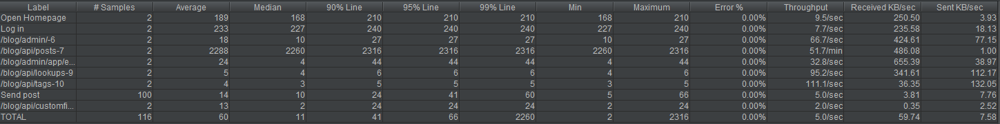 Label # Samples Average Median 90% Line 95% Line 99% Line Min Maximum Error % Throughput Received KB/sec Sent KB/sec
Open Homepage 2 189 168 210 210 210 168 210 0.00% 9.5/sec 250.50 3.93
Log in 2 233 227 240 240 240 227 240 0.00% 7.7/sec 235.58 18.13
/blog/admin/-6 2 18 10 27 27 27 10 27 0.00% 66.7/sec 424.61 77.15
/blog/api/posts-7 2 2288 2260 2316 2316 2316 2260 2316 0.00% 51.7/min 486.08 1.00
/blog/admin/app/e... 2 24 4 44 44 44 4 44 0.00% 32.8/sec 655.39 38.97
/blog/api/lookups-9 2 5 4 6 6 6 4 6 0.00% 95.2/sec 341.61 112.17
/blog/api/tags-10 2 4 3 5 5 5 3 5 0.00% 111.1/sec 36.35 132.05
Send post 100 14 10 24 41 60 5 66 0.00% 5.0/sec 3.81 7.76
/blog/api/customfi... 2 13 2 24 24 24 2 24 0.00% 2.0/sec 0.35 2.52
TOTAL 116 60 11 41 66 2260 2 2316 0.00% 5.0/sec 59.74 7.58